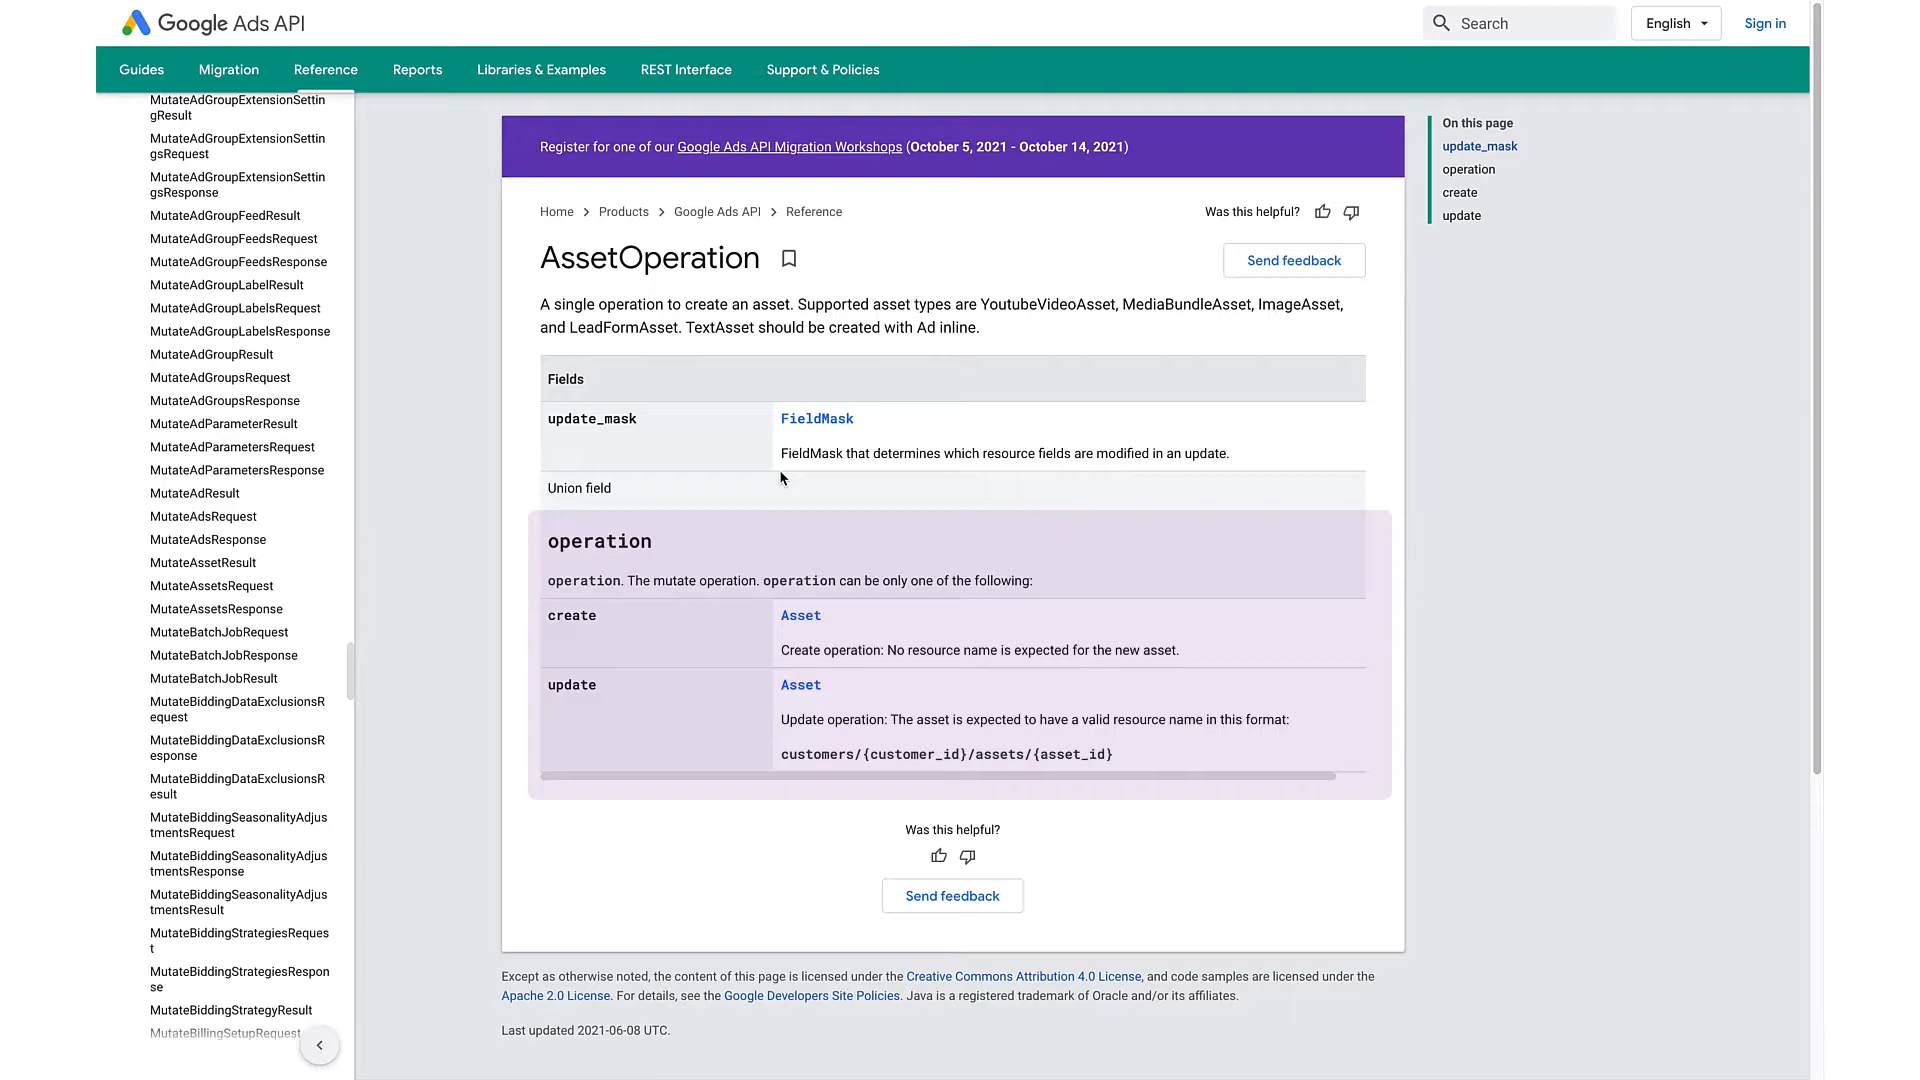 Google Ads API
Search
English
Sign in
Guides
Migration
Reference
Reports
Libraries & Examples
REST Interface
Support & Policies
MutateAdGroupExtensionSettin
gResult
MutateAdGroupExtensionSettin
gsRequest
MutateAdGroupExtensionSettin
gsResponse
MutateAdGroupFeedResult
MutateAdGroupFeedsRequest
MutateAdGroupFeedsResponse
MutateAdGroupLabelResult
MutateAdGroupLabelsRequest
MutateAdGroupLabelsResponse
MutateAdGroupResult
MutateAdGroupsRequest
MutateAdGroupsResponse
MutateAdParameterResult
MutateAdParametersRequest
MutateAdParametersResponse
MutateAdResult
MutateAdsRequest
MutateAdsResponse
MutateAssetResult
MutateAssetsRequest
MutateAssetsResponse
MutateBatchJobRequest
MutateBatchJobResponse
MutateBatchJobResult
MutateBiddingDataExclusionsR
equest
MutateBiddingDataExclusionsR
esponse
MutateBiddingDataExclusionsR
esult
MutateBiddingSeasonalityAdjus
tmentsRequest
MutateBiddingSeasonalityAdjus
tmentsResponse
MutateBiddingSeasonalityAdjus
tmentsResult
MutateBiddingStrategiesReques
t
MutateBiddingStrategiesRespon
se
MutateBiddingStrategyResult
MutateBillingSetupRequest
Register for one of our Google Ads API Migration Workshops (October 5, 2021 - October 14, 2021)
Home > Products > Google Ads API > Reference
Was this helpful?
AssetOperation
Send feedback
A single operation to create an asset. Supported asset types are YoutubeVideoAsset, MediaBundleAsset, ImageAsset,
and LeadFormAsset. TextAsset should be created with Ad inline.
Fields
update_mask
FieldMask
FieldMask that determines which resource fields are modified in an update.
Union field
operation
operation. The mutate operation. operation can be only one of the following:
create
Asset
Create operation: No resource name is expected for the new asset.
update
Asset
Update operation: The asset is expected to have a valid resource name in this format:
customers/{customer_id}/assets/{asset_id}
Was this helpful?
Send feedback
Except as otherwise noted, the content of this page is licensed under the Creative Commons Attribution 4.0 License, and code samples are licensed under the
Apache 2.0 License. For details, see the Google Developers Site Policies. Java is a registered trademark of Oracle and/or its affiliates.
Last updated 2021-06-08 UTC.
On this page
update_mask
operation
create
update